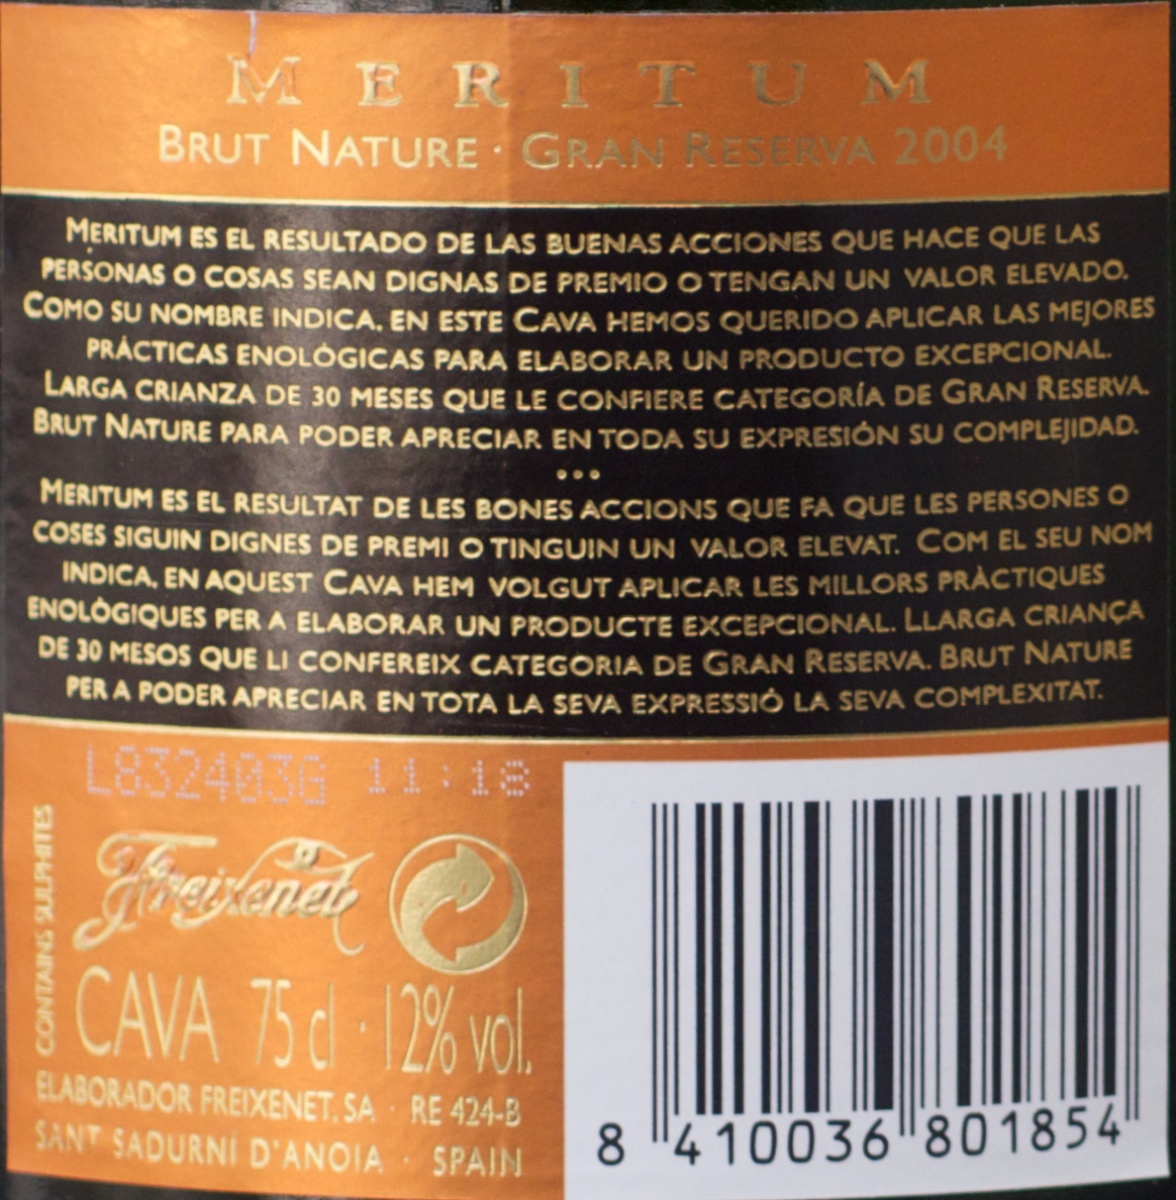 MERITUM
BRUT NATURE · GRAN RESERVA 2004
MERITUM ES EL RESULTADO DE LAS BUENAS ACCIONES QUE HACE QUE LAS
PERSONAS O COSAS SEAN DIGNAS DE PREMIO O TENGAN UN VALOR ELEVADO.
COMO SU NOMBRE INDICA, EN ESTE CAVA HEMOS QUERIDO APLICAR LAS MEJORES
PRÁCTICAS ENOLÓGICAS PARA ELABORAR UN PRODUCTO EXCEPCIONAL.
LARGA CRIANZA DE 30 MESES QUE LE CONFIERE CATEGORÍA DE GRAN RESERVA.
BRUT NATURE PARA PODER APRECIAR EN TODA SU EXPRESIÓN SU COMPLEJIDAD.
•••
MERITUM ES EL RESULTAT DE LES BONES ACCIONS QUE FA QUE LES PERSONES O
COSES SIGUIN DIGNES DE PREMI O TINGUIN UN VALOR ELEVAT. COM EL SEU NOM
INDICA, EN AQUEST CAVA HEM VOLGUT APLICAR LES MILLORS PRÀCTIQUES
ENOLÒGIQUES PER A ELABORAR UN PRODUCTE EXCEPCIONAL. LLARGA CRIANÇA
DE 30 MESOS QUE LI CONFEREIX CATEGORIA DE GRAN RESERVA. BRUT NATURE
PER A PODER APRECIAR EN TOTA LA SEVA EXPRESSIÓ LA SEVA COMPLEXITAT.
L832403G 11:18
CONTAINS SULPHITES
Freixenet
CAVA 75 cl · 12% vol.
ELABORADOR FREIXENET, SA · RE 424-B
SANT SADURNÍ D'ANOIA · SPAIN
8 410036 801854